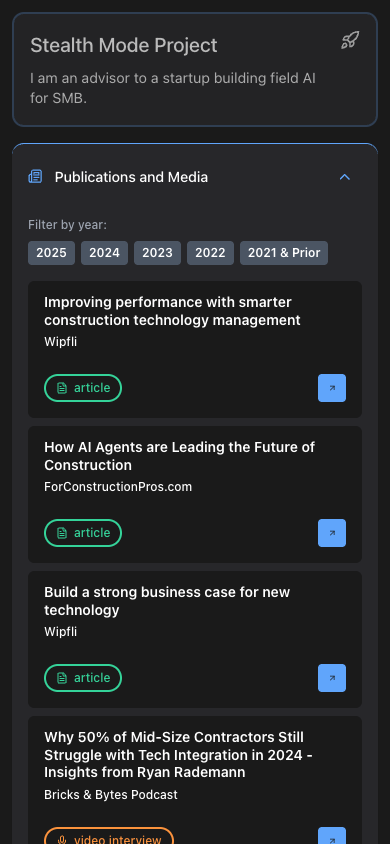 Stealth Mode Project
I am an advisor to a startup building field AI
for SMB.
Publications and Media
Filter by year:
2025 2024 2023 2022 2021 & Prior
Improving performance with smarter
construction technology management
Wipfli
article
How AI Agents are Leading the Future of
Construction
ForConstructionPros.com
article
Build a strong business case for new
technology
Wipfli
article
Why 50% of Mid-Size Contractors Still
Struggle with Tech Integration in 2024 -
Insights from Ryan Rademann
Bricks & Bytes Podcast
video interview